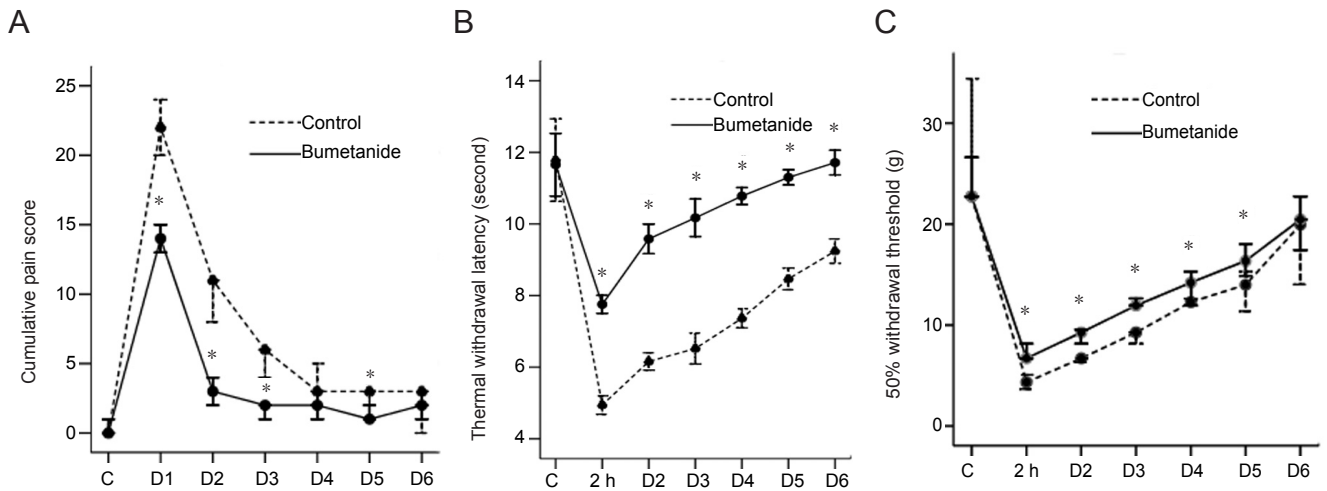 A
Cumulative pain score
25
20
15
10
5
0
Control
Bumetanide
*
*
*
*
C D1 D2 D3 D4 D5 D6
B
Thermal withdrawal latency (second)
14
12
10
8
6
4
Control
Bumetanide
*
*
*
*
*
*
C 2 h D2 D3 D4 D5 D6
C
50% withdrawal threshold (g)
30
20
10
0
Control
Bumetanide
*
*
*
*
*
C 2 h D2 D3 D4 D5 D6